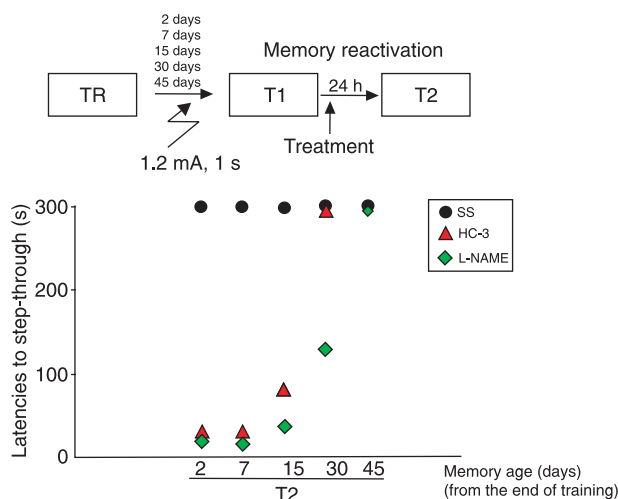 2 days
7 days
15 days
30 days
45 days
Memory reactivation
TR
T1
24 h
T2
Treatment
1.2 mA, 1 s
Latencies to step-through (s)
300
200
100
0
SS
HC-3
L-NAME
2 7 15 30 45
Memory age (days)
(from the end of training)
T2